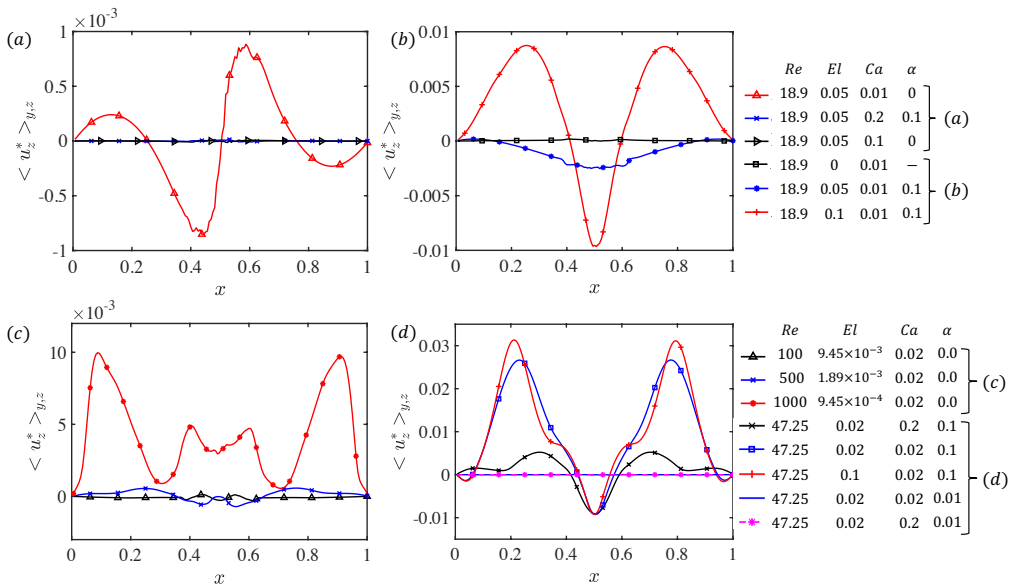 (a)
×10⁻³
1
0.5
0
-0.5
-1
< u*_z >_{y,z}
0 0.2 0.4 0.6 0.8 1
x
(b)
0.01
0.005
0
-0.005
-0.01
< u*_z >_{y,z}
0 0.2 0.4 0.6 0.8 1
x
Re El Ca α
18.9 0.05 0.01 0
18.9 0.05 0.2 0.1
18.9 0.05 0.1 0
(a)
18.9 0 0.01 —
18.9 0.05 0.01 0.1
18.9 0.1 0.01 0.1
(b)
(c)
×10⁻³
10
5
0
< u*_z >_{y,z}
0 0.2 0.4 0.6 0.8 1
x
(d)
0.03
0.02
0.01
0
-0.01
< u*_z >_{y,z}
0 0.2 0.4 0.6 0.8 1
x
Re El Ca α
100 9.45×10⁻³ 0.02 0.0
500 1.89×10⁻³ 0.02 0.0
1000 9.45×10⁻⁴ 0.02 0.0
(c)
47.25 0.02 0.2 0.1
47.25 0.02 0.02 0.1
47.25 0.1 0.02 0.1
47.25 0.02 0.02 0.01
47.25 0.02 0.2 0.01
(d)